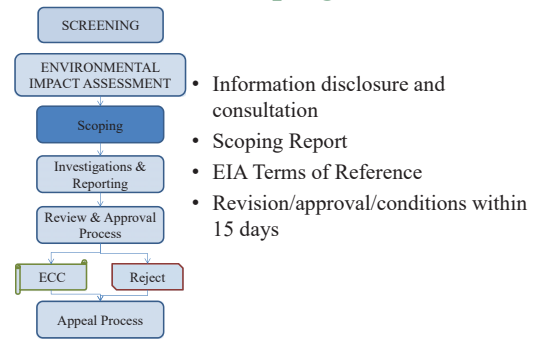 SCREENING
ENVIRONMENTAL
IMPACT ASSESSMENT
Scoping
Investigations &
Reporting
Review & Approval
Process
ECC
Reject
Appeal Process
• Information disclosure and
consultation
• Scoping Report
• EIA Terms of Reference
• Revision/approval/conditions within
15 days